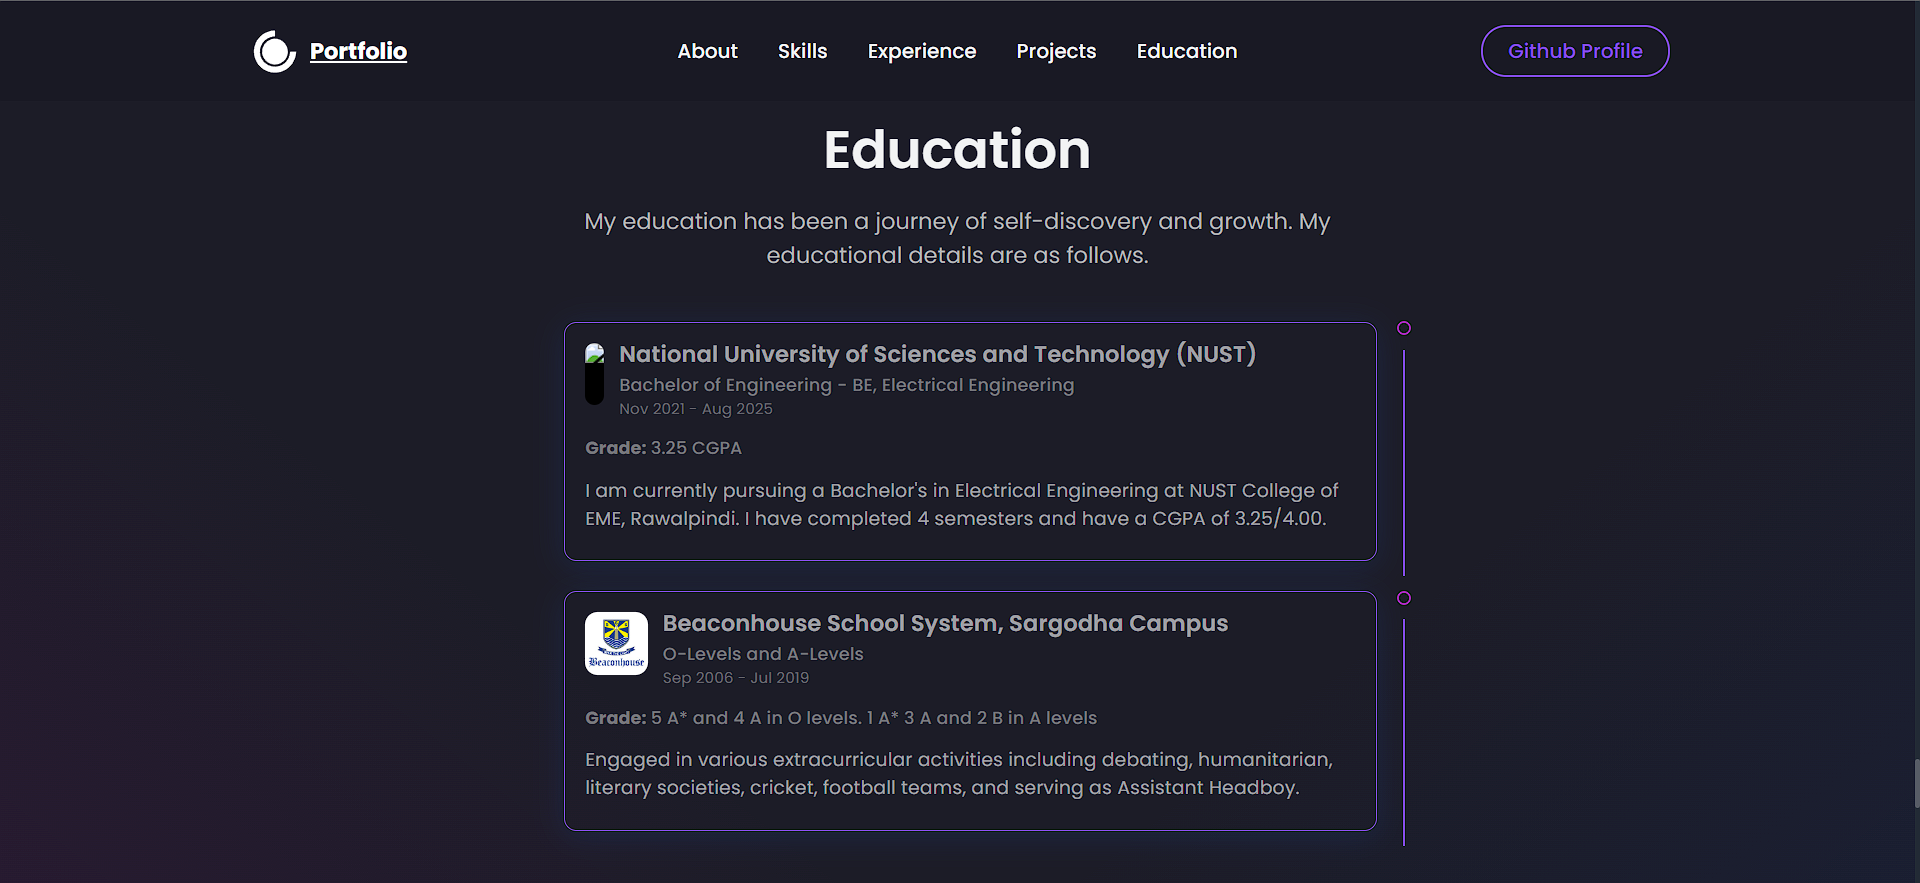 Portfolio
About Skills Experience Projects Education
Github Profile
Education
My education has been a journey of self-discovery and growth. My
educational details are as follows.
National University of Sciences and Technology (NUST)
Bachelor of Engineering - BE, Electrical Engineering
Nov 2021 - Aug 2025
Grade: 3.25 CGPA
I am currently pursuing a Bachelor's in Electrical Engineering at NUST College of
EME, Rawalpindi. I have completed 4 semesters and have a CGPA of 3.25/4.00.
Beaconhouse
Beaconhouse School System, Sargodha Campus
O-Levels and A-Levels
Sep 2006 - Jul 2019
Grade: 5 A* and 4 A in O levels. 1 A* 3 A and 2 B in A levels
Engaged in various extracurricular activities including debating, humanitarian,
literary societies, cricket, football teams, and serving as Assistant Headboy.